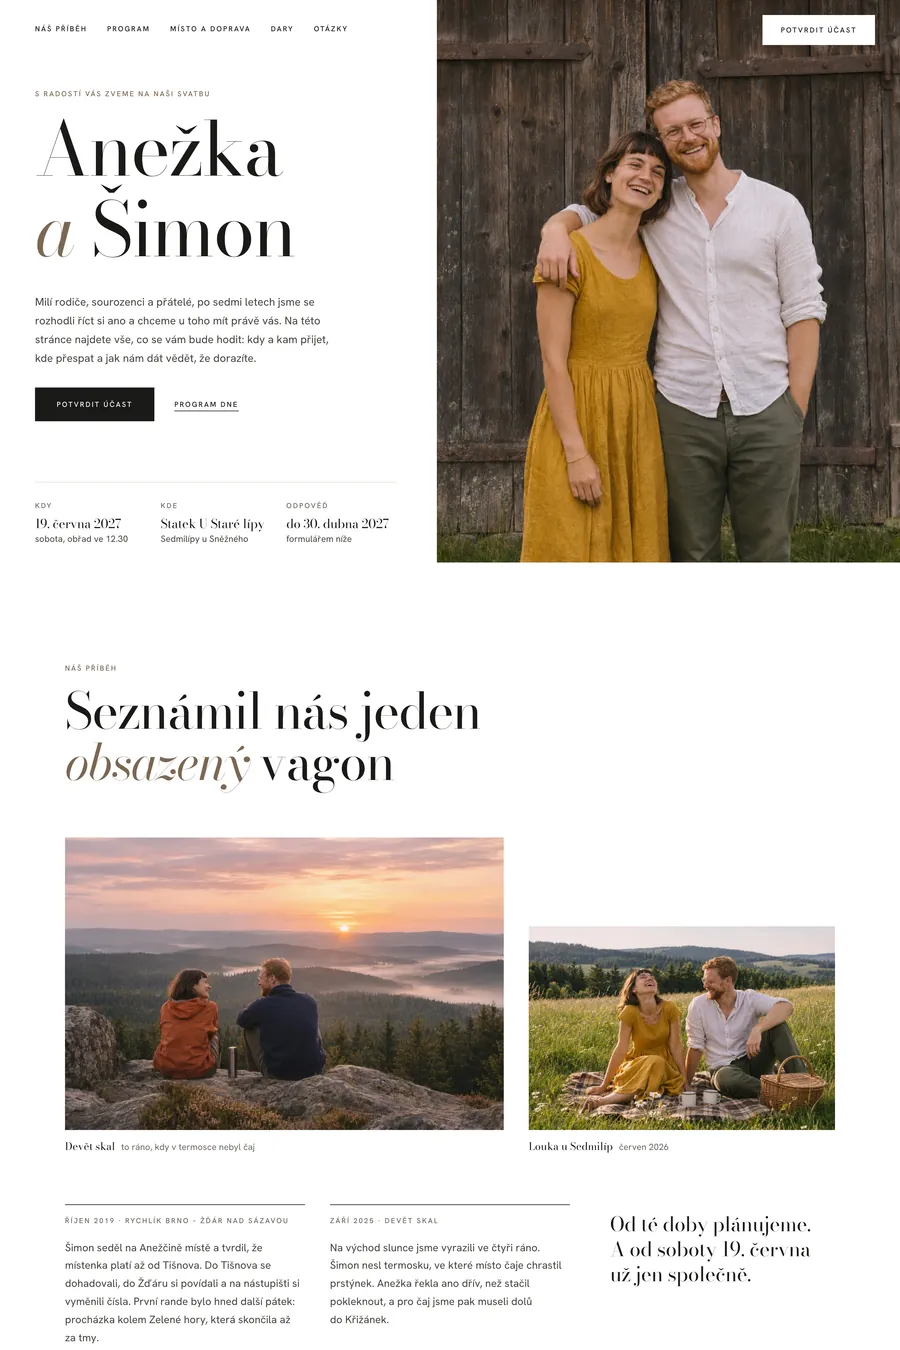 NÁŠ PŘÍBĚH PROGRAM MÍSTO A DOPRAVA DARY OTÁZKY
POTVRDIT ÚČAST
S RADOSTÍ VÁS ZVEME NA NAŠI SVATBU
Anežka
a Šimon
Milí rodiče, sourozenci a přátelé, po sedmi letech jsme se
rozhodli říct si ano a chceme u toho mít právě vás. Na této
stránce najdete vše, co se vám bude hodit: kdy a kam přijet,
kde přespat a jak nám dát vědět, že dorazíte.
POTVRDIT ÚČAST
PROGRAM DNE
KDY
19. června 2027
sobota, obřad ve 12.30
KDE
Statek U Staré lípy
Sedmilípy u Sněžného
ODPOVĚĎ
do 30. dubna 2027
formulářem níže
NÁŠ PŘÍBĚH
Seznámil nás jeden
obsazený vagon
Devět skal to ráno, kdy v termosce nebyl čaj
Louka u Sedmilíp červen 2026
ŘÍJEN 2019 · RYCHLÍK BRNO – ŽĎÁR NAD SÁZAVOU
Šimon seděl na Anežčině místě a tvrdil, že
místenka platí až od Tišnova. Do Tišnova se
dohadovali, do Žďáru si povídali a na nástupišti si
vyměnili čísla. První rande bylo hned další pátek:
procházka kolem Zelené hory, která skončila až
za tmy.
ZÁŘÍ 2025 · DEVĚT SKAL
Na východ slunce jsme vyrazili ve čtyři ráno.
Šimon nesl termosku, ve které místo čaje chrastil
prstýnek. Anežka řekla ano dřív, než stačil
pokleknout, a pro čaj jsme pak museli dolů
do Křižánek.
Od té doby plánujeme.
A od soboty 19. června
už jen společně.